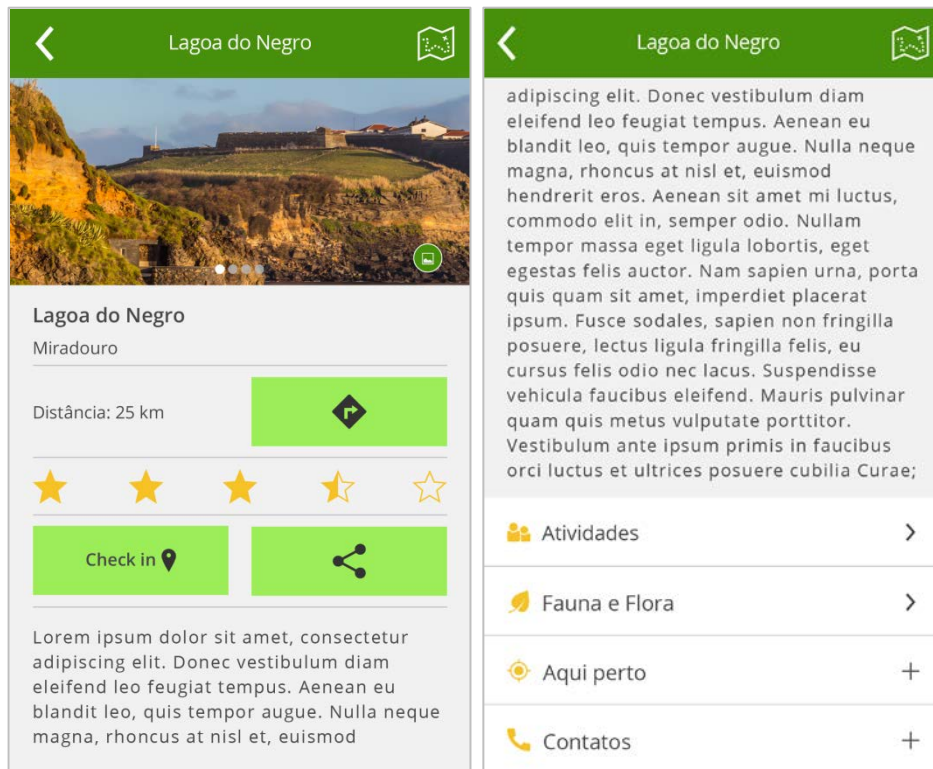 Lagoa do Negro
Lagoa do Negro
Miradouro
Distância: 25 km
Check in
Lorem ipsum dolor sit amet, consectetur
adipiscing elit. Donec vestibulum diam
eleifend leo feugiat tempus. Aenean eu
blandit leo, quis tempor augue. Nulla neque
magna, rhoncus at nisl et, euismod
Lagoa do Negro
adipiscing elit. Donec vestibulum diam
eleifend leo feugiat tempus. Aenean eu
blandit leo, quis tempor augue. Nulla neque
magna, rhoncus at nisl et, euismod
hendrerit eros. Aenean sit amet mi luctus,
commodo elit in, semper odio. Nullam
tempor massa eget ligula lobortis, eget
egestas felis auctor. Nam sapien urna, porta
quis quam sit amet, imperdiet placerat
ipsum. Fusce sodales, sapien non fringilla
posuere, lectus ligula fringilla felis, eu
cursus felis odio nec lacus. Suspendisse
vehicula faucibus eleifend. Mauris pulvinar
quam quis metus vulputate porttitor.
Vestibulum ante ipsum primis in faucibus
orci luctus et ultrices posuere cubilia Curae;
Atividades
Fauna e Flora
Aqui perto
Contatos